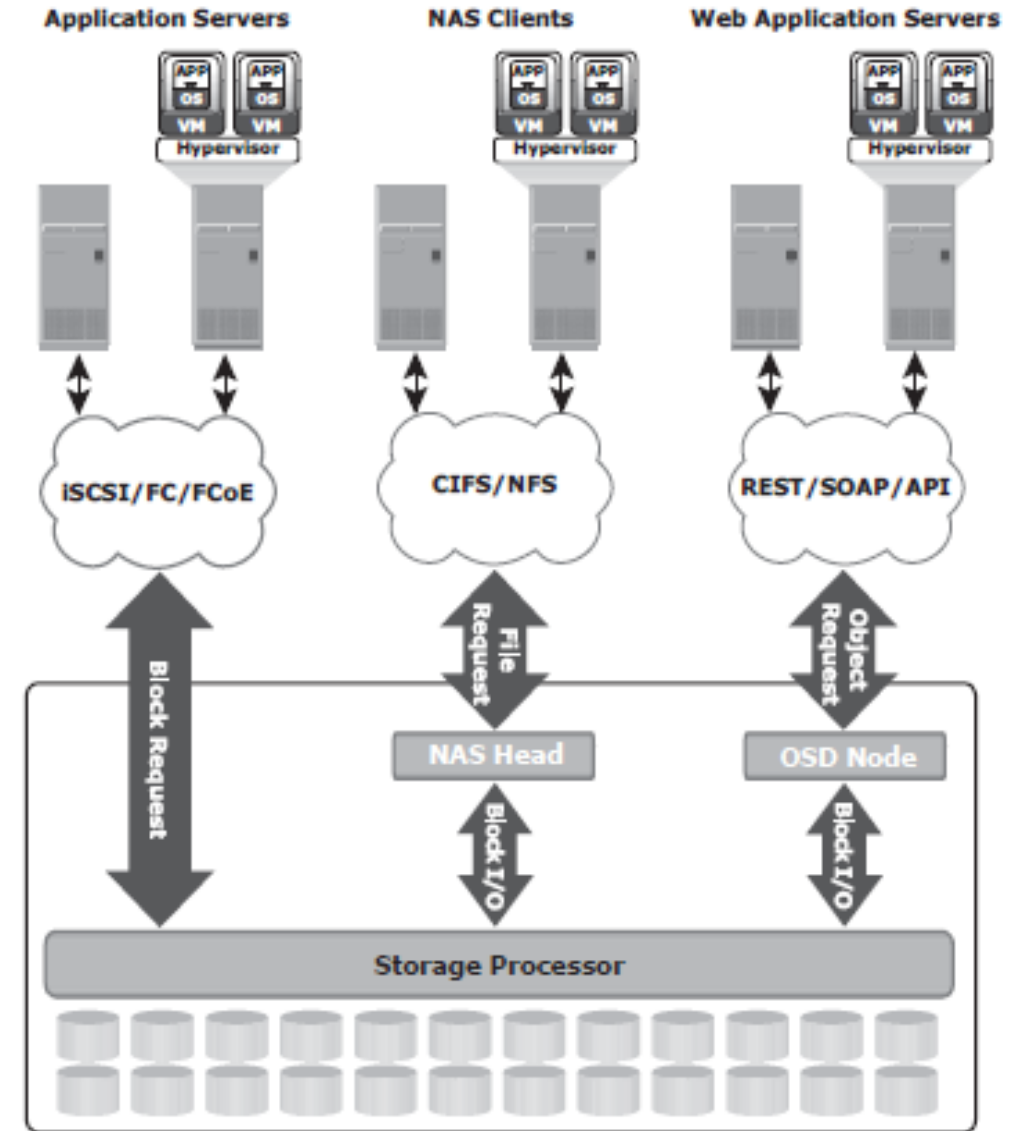 Application Servers
NAS Clients
Web Application Servers
APP
APP
APP
APP
APP
APP
OS
OS
OS
OS
OS
OS
VM
VM
VM
VM
VM
VM
Hypervisor
Hypervisor
Hypervisor
iSCSI/FC/FCoE
CIFS/NFS
REST/SOAP/API
Block Request
File
Request
Object
Request
NAS Head
OSD Node
Block I/O
Block I/O
Storage Processor